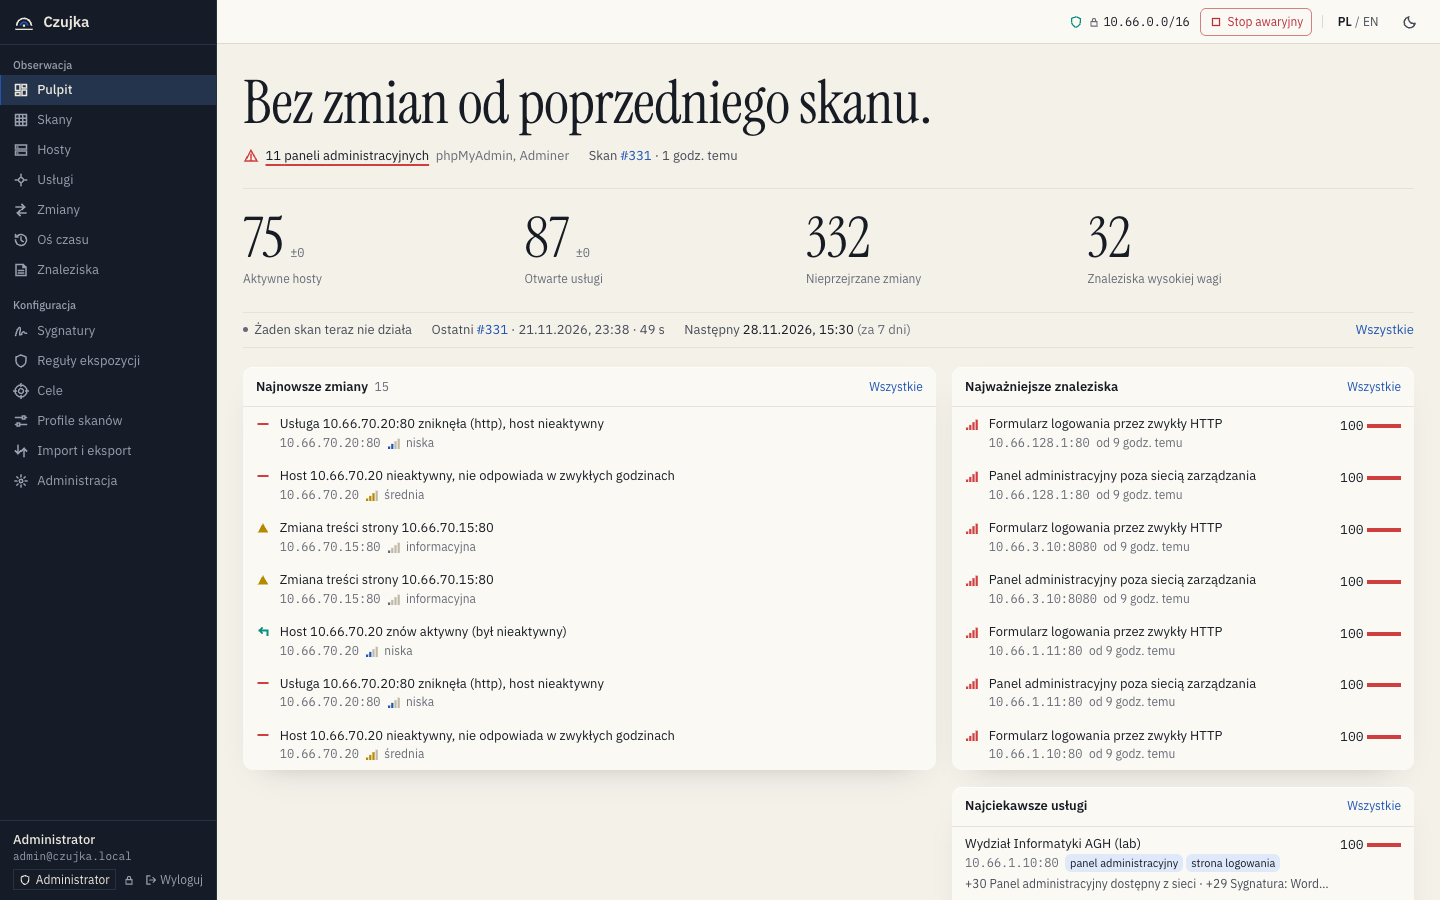 Czujka
Obserwacja
Pulpit
Skany
Hosty
Usługi
Zmiany
Oś czasu
Znaleziska
Konfiguracja
Sygnatury
Reguły ekspozycji
Cele
Profile skanów
Import i eksport
Administracja
Administrator
admin@czujka.local
Administrator
Wyloguj
10.66.0.0/16
Stop awaryjny
PL / EN
Bez zmian od poprzedniego skanu.
11 paneli administracyjnych phpMyAdmin, Adminer Skan #331 · 1 godz. temu
75 ±0
Aktywne hosty
87 ±0
Otwarte usługi
332
Nieprzejrzane zmiany
32
Znaleziska wysokiej wagi
Żaden skan teraz nie działa Ostatni #331 · 21.11.2026, 23:38 · 49 s Następny 28.11.2026, 15:30 (za 7 dni) Wszystkie
Najnowsze zmiany 15 Wszystkie
Usługa 10.66.70.20:80 zniknęła (http), host nieaktywny
10.66.70.20:80 niska
Host 10.66.70.20 nieaktywny, nie odpowiada w zwykłych godzinach
10.66.70.20 średnia
Zmiana treści strony 10.66.70.15:80
10.66.70.15:80 informacyjna
Zmiana treści strony 10.66.70.15:80
10.66.70.15:80 informacyjna
Host 10.66.70.20 znów aktywny (był nieaktywny)
10.66.70.20 niska
Usługa 10.66.70.20:80 zniknęła (http), host nieaktywny
10.66.70.20:80 niska
Host 10.66.70.20 nieaktywny, nie odpowiada w zwykłych godzinach
10.66.70.20 średnia
Najważniejsze znaleziska Wszystkie
Formularz logowania przez zwykły HTTP 100
10.66.128.1:80 od 9 godz. temu
Panel administracyjny poza siecią zarządzania 100
10.66.128.1:80 od 9 godz. temu
Formularz logowania przez zwykły HTTP 100
10.66.3.10:8080 od 9 godz. temu
Panel administracyjny poza siecią zarządzania 100
10.66.3.10:8080 od 9 godz. temu
Formularz logowania przez zwykły HTTP 100
10.66.1.11:80 od 9 godz. temu
Panel administracyjny poza siecią zarządzania 100
10.66.1.11:80 od 9 godz. temu
Formularz logowania przez zwykły HTTP 100
10.66.1.10:80 od 9 godz. temu
Najciekawsze usługi Wszystkie
Wydział Informatyki AGH (lab) 100
10.66.1.10:80 panel administracyjny strona logowania
+30 Panel administracyjny dostępny z sieci · +29 Sygnatura: Word…